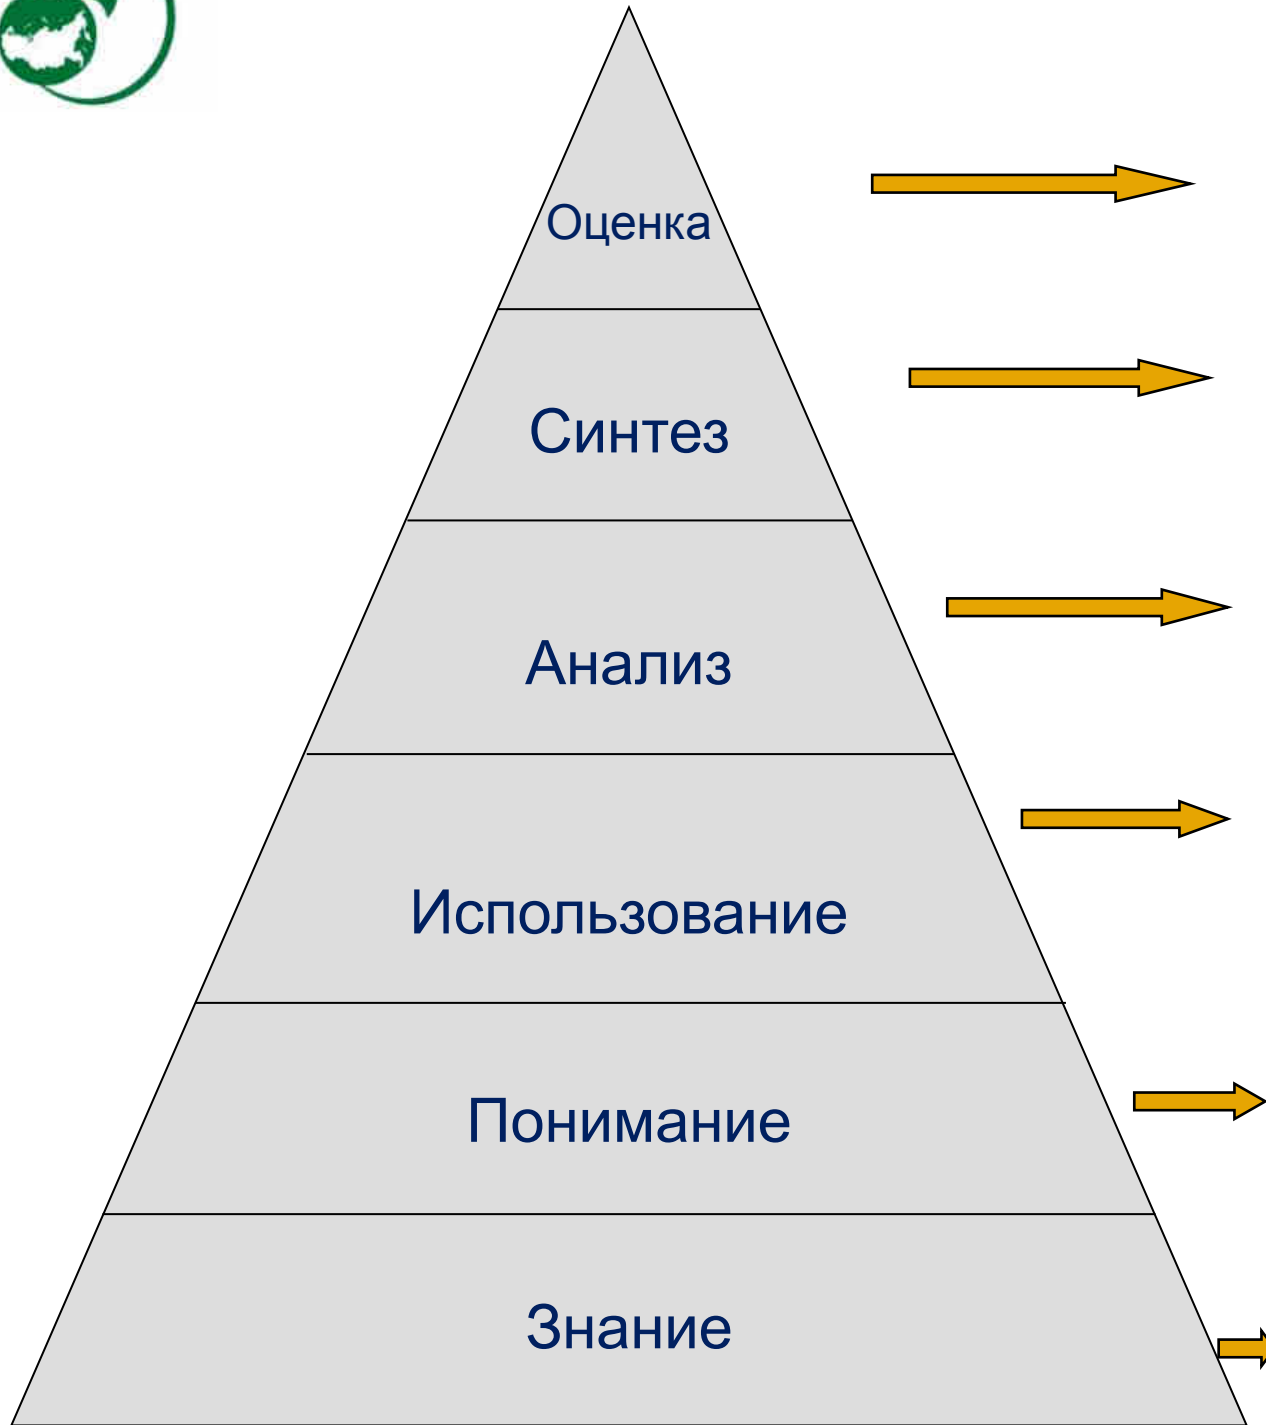 Оценка
Синтез
Анализ
Использование
Понимание
Знание